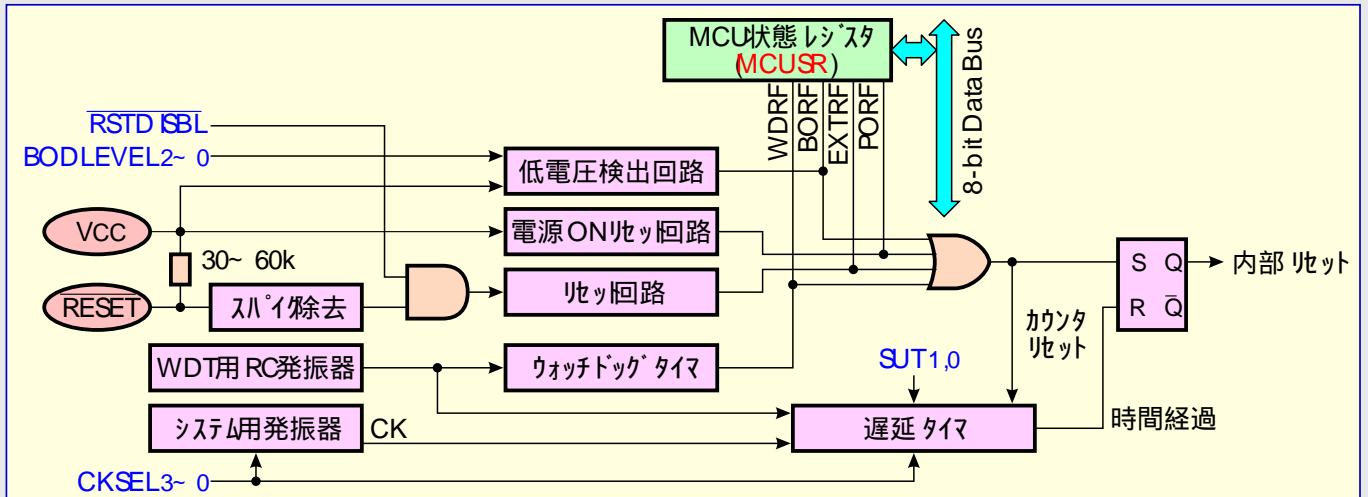 MCU状態レジスタ
(MCUSR)
8-bit Data Bus
WDRF
BORF
EXTRF
PORF
RSTDISBL
BODLEVEL2~0
低電圧検出回路
VCC
電源ONリセット回路
30~60k
RESET
スパイク除去
リセット回路
S Q
R Q
内部リセット
カウンタ
リセット
WDT用RC発振器
ウォッチドッグ タイマ
SUT1,0
システム用発振器
CK
遅延タイマ
時間経過
CKSEL3~0